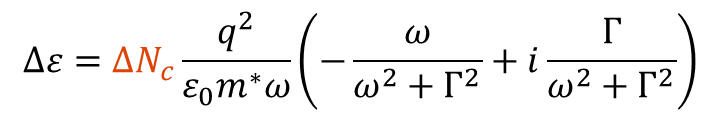 Δε = ΔN_c q²/(ε₀m*ω) (−ω/(ω² + Γ²) + i Γ/(ω² + Γ²))